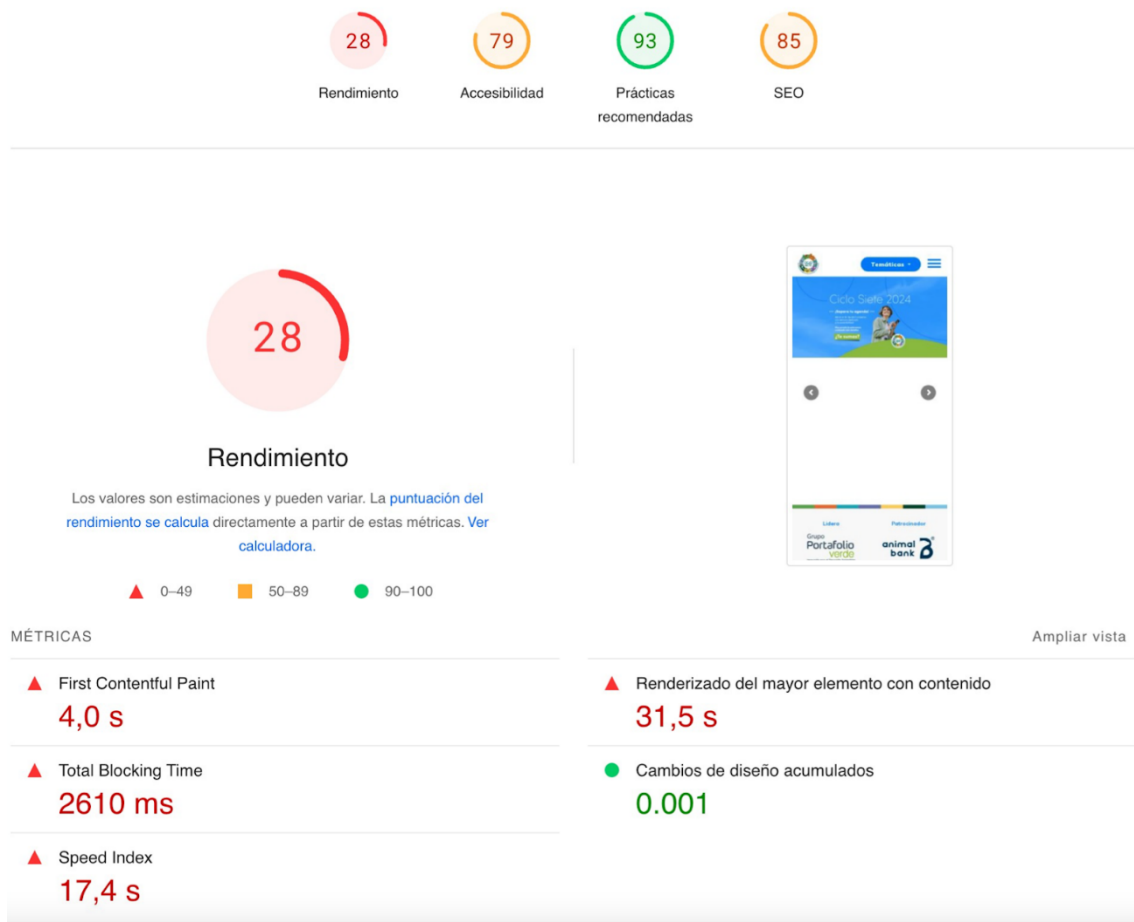 28
79
93
85
Rendimiento
Accesibilidad
Prácticas
recomendadas
SEO
28
Rendimiento
Los valores son estimaciones y pueden variar. La puntuación del
rendimiento se calcula directamente a partir de estas métricas. Ver
calculadora.
0–49
50–89
90–100
Temáticas
Ciclo Siete 2024
Líдera
Patrocinador
Grupo
Portafolio
verde
animal
bank
MÉTRICAS
Ampliar vista
First Contentful Paint
4,0 s
Renderizado del mayor elemento con contenido
31,5 s
Total Blocking Time
2610 ms
Cambios de diseño acumulados
0.001
Speed Index
17,4 s